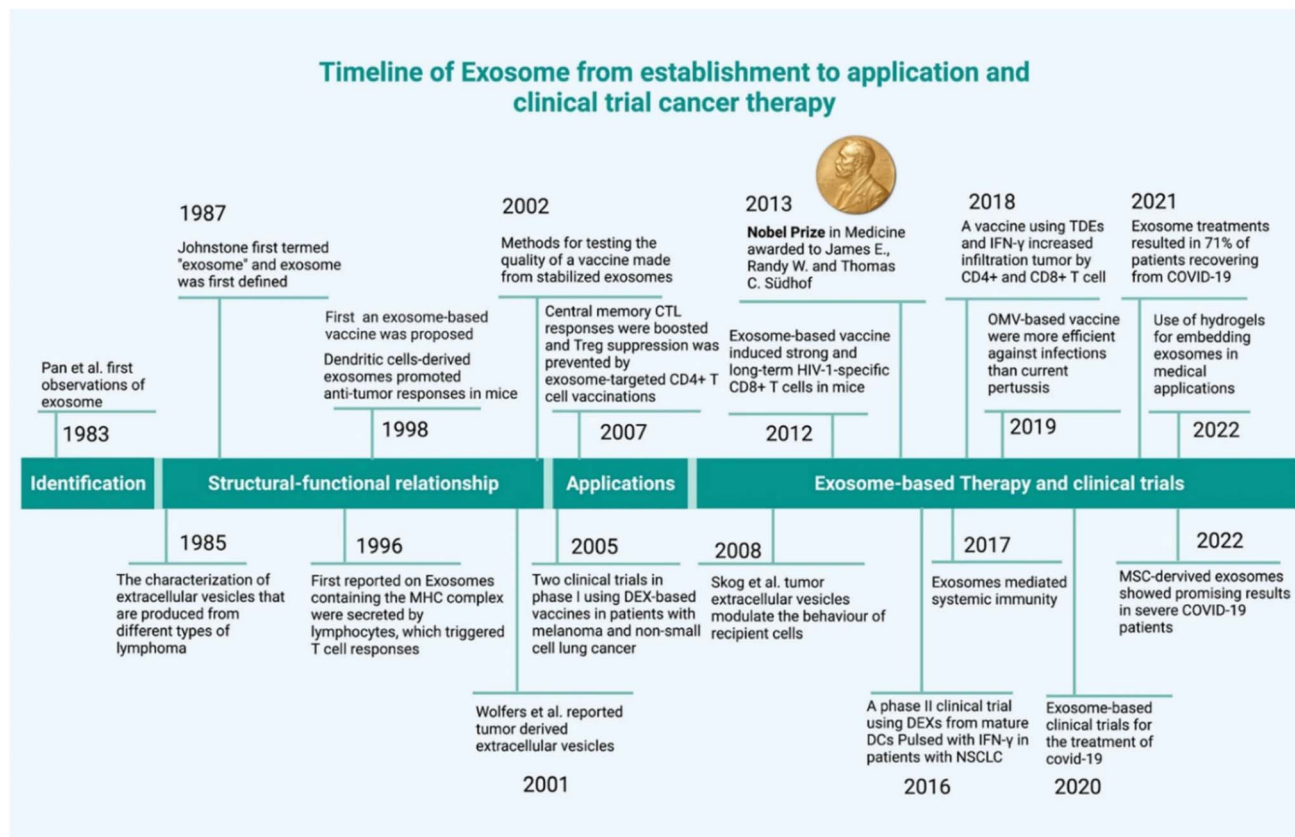 Timeline of Exosome from establishment to application and
clinical trial cancer therapy
1987
Johnstone first termed
"exosome" and exosome
was first defined
2002
Methods for testing the
quality of a vaccine made
from stabilized exosomes
2013
Nobel Prize in Medicine
awarded to James E.,
Randy W. and Thomas
C. Südhof
2018
A vaccine using TDEs
and IFN-γ increased
infiltration tumor by
CD4+ and CD8+ T cell
2021
Exosome treatments
resulted in 71% of
patients recovering
from COVID-19
Pan et al. first
observations of
exosome
1983
First an exosome-based
vaccine was proposed
Dendritic cells-derived
exosomes promoted
anti-tumor responses in mice
1998
Central memory CTL
responses were boosted
and Treg suppression was
prevented by
exosome-targeted CD4+ T
cell vaccinations
2007
Exosome-based vaccine
induced strong and
long-term HIV-1-specific
CD8+ T cells in mice
2012
OMV-based vaccine
were more efficient
against infections
than current
pertussis
2019
Use of hydrogels
for embedding
exosomes in
medical
applications
2022
Identification
Structural-functional relationship
Applications
Exosome-based Therapy and clinical trials
1985
The characterization of
extracellular vesicles that
are produced from
different types of
lymphoma
1996
First reported on Exosomes
containing the MHC complex
were secreted by
lymphocytes, which triggered
T cell responses
2005
Two clinical trials in
phase I using DEX-based
vaccines in patients with
melanoma and non-small
cell lung cancer
2008
Skog et al. tumor
extracellular vesicles
modulate the behaviour of
recipient cells
2017
Exosomes mediated
systemic immunity
2022
MSC-dervived exosomes
showed promising results
in severe COVID-19
patients
Wolfers et al. reported
tumor derived
extracellular vesicles
2001
A phase II clinical trial
using DEXs from mature
DCs Pulsed with IFN-γ in
patients with NSCLC
2016
Exosome-based
clinical trials for
the treatment of
covid-19
2020